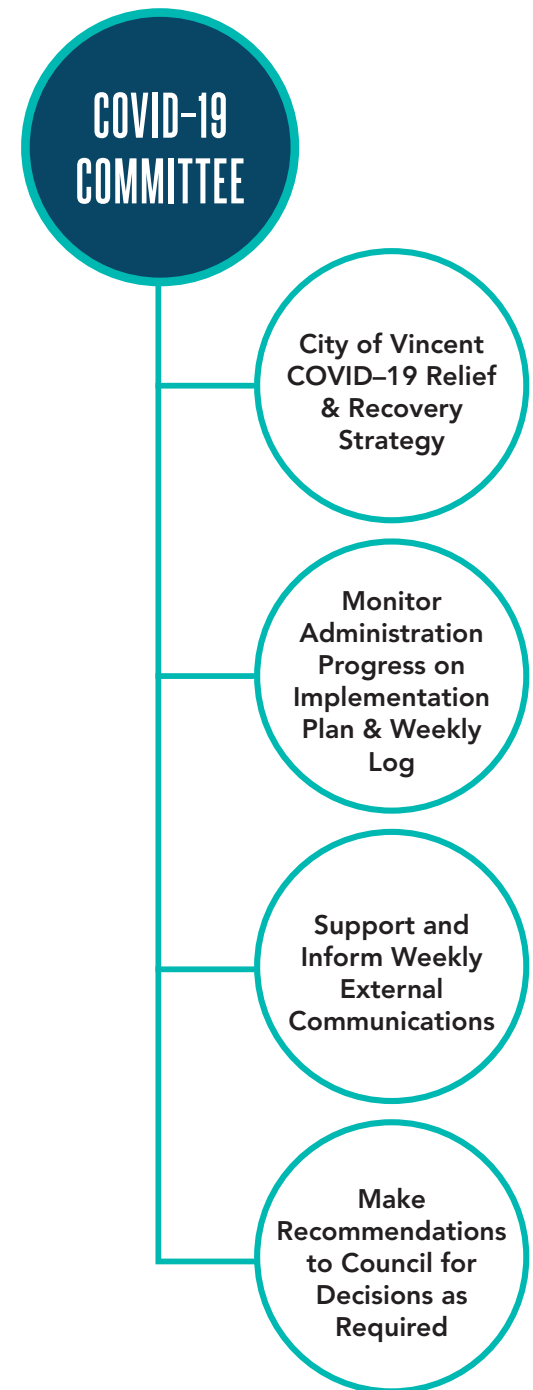 COVID-19
COMMITTEE
City of Vincent
COVID–19 Relief
& Recovery
Strategy
Monitor
Administration
Progress on
Implementation
Plan & Weekly
Log
Support and
Inform Weekly
External
Communications
Make
Recommendations
to Council for
Decisions as
Required